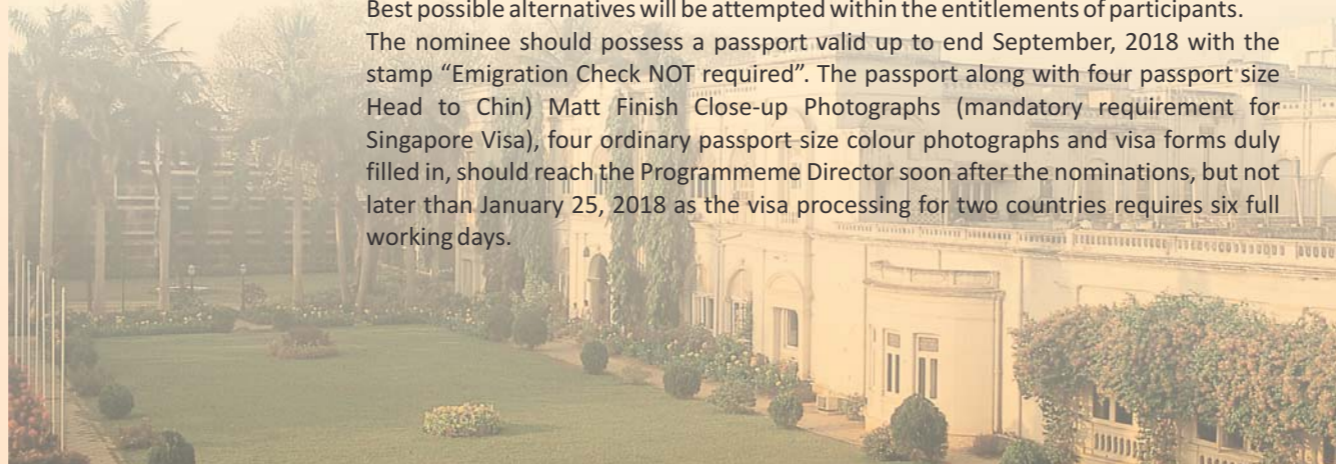 Best possible alternatives will be attempted within the entitlements of participants.
The nominee should possess a passport valid up to end September, 2018 with the
stamp “Emigration Check NOT required”. The passport along with four passport size
Head to Chin) Matt Finish Close-up Photographs (mandatory requirement for
Singapore Visa), four ordinary passport size colour photographs and visa forms duly
filled in, should reach the Programmeme Director soon after the nominations, but not
later than January 25, 2018 as the visa processing for two countries requires six full
working days.